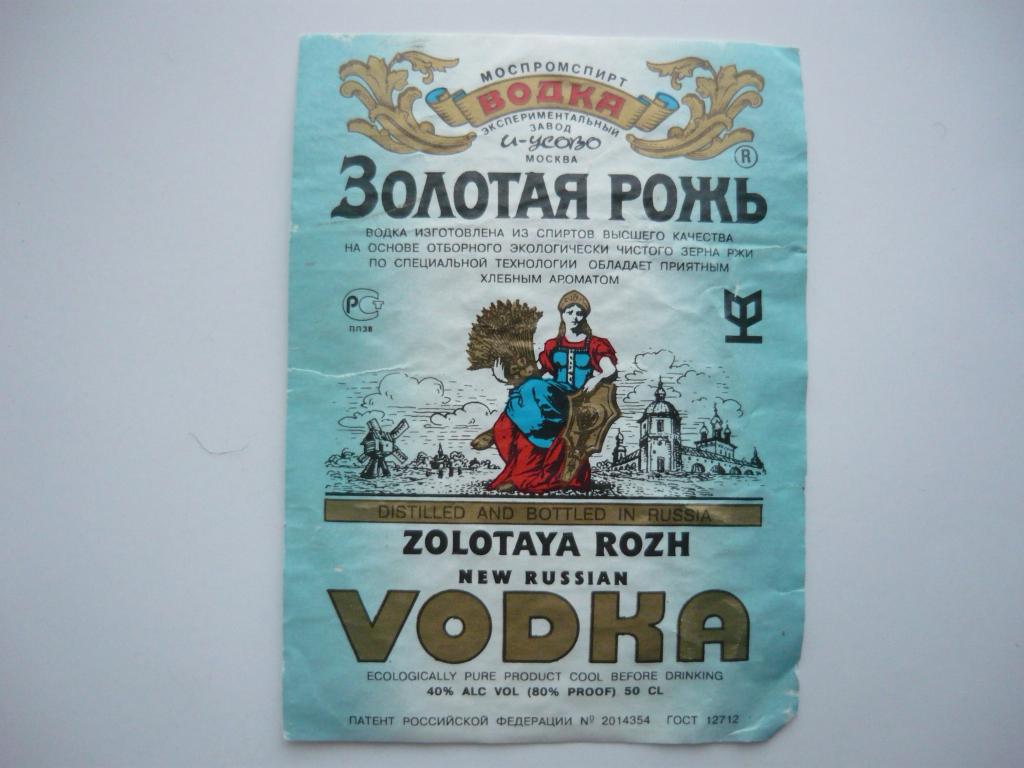 МОСПРОМСПИРТ
ВОДКА
ЭКСПЕРИМЕНТАЛЬНЫЙ
ЗАВОД
И-УСОВО
МОСКВА
®
ЗОЛОТАЯ РОЖЬ
ВОДКА ИЗГОТОВЛЕНА ИЗ СПИРТОВ ВЫСШЕГО КАЧЕСТВА
НА ОСНОВЕ ОТБОРНОГО ЭКОЛОГИЧЕСКИ ЧИСТОГО ЗЕРНА РЖИ
ПО СПЕЦИАЛЬНОЙ ТЕХНОЛОГИИ ОБЛАДАЕТ ПРИЯТНЫМ
ХЛЕБНЫМ АРОМАТОМ
РСТ
ПП38
DISTILLED AND BOTTLED IN RUSSIA
ZOLOTAYA ROZH
NEW RUSSIAN
VODKA
ECOLOGICALLY PURE PRODUCT COOL BEFORE DRINKING
40% ALC VOL (80% PROOF) 50 CL
ПАТЕНТ РОССИЙСКОЙ ФЕДЕРАЦИИ № 2014354 ГОСТ 12712